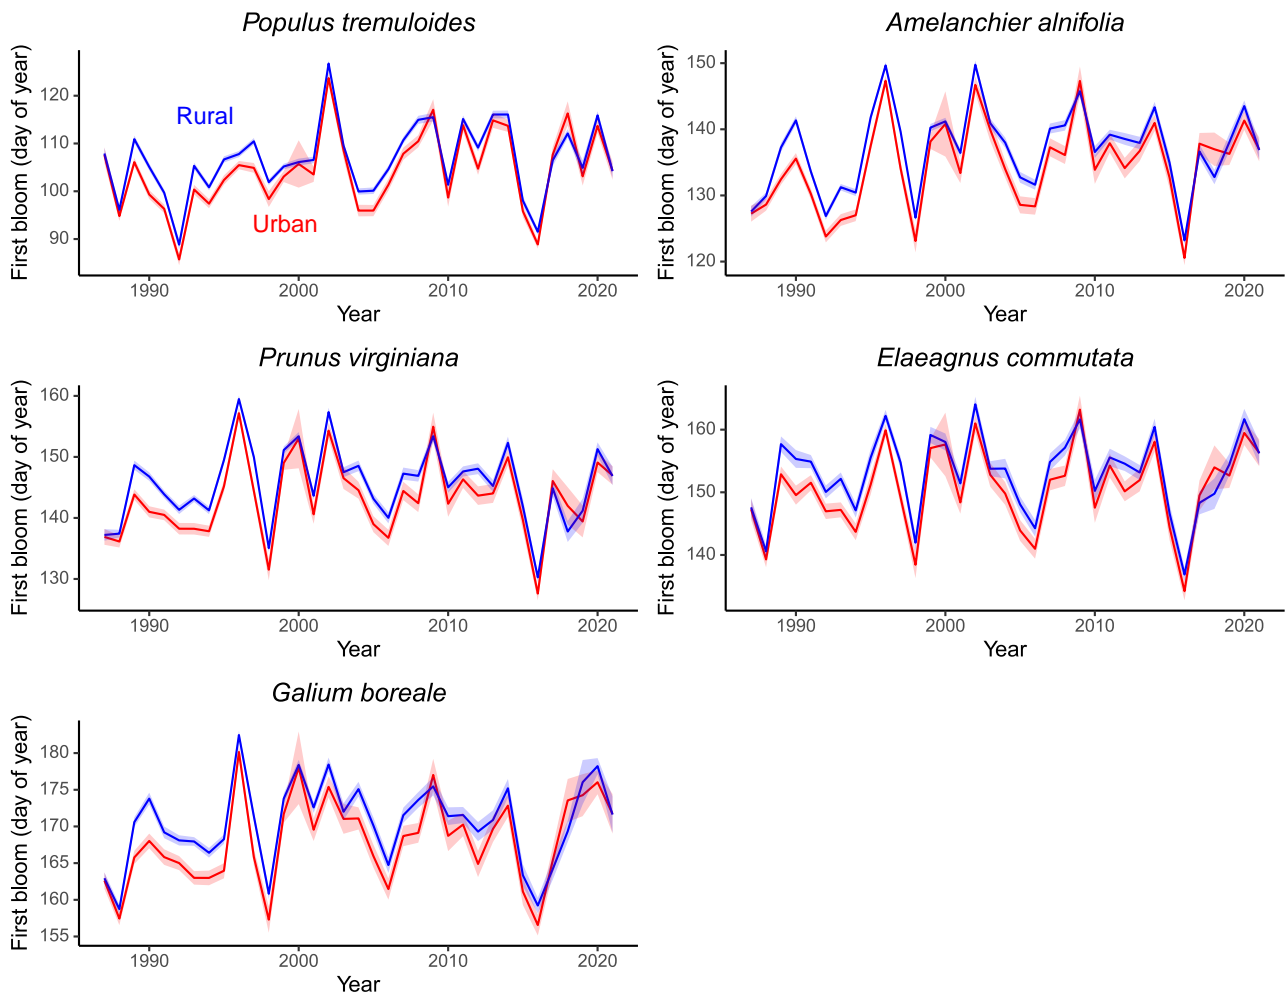 Populus tremuloides
First bloom (day of year)
120
110
100
90
Rural
Urban
1990 2000 2010 2020
Year
Amelanchier alnifolia
First bloom (day of year)
150
140
130
120
1990 2000 2010 2020
Year
Prunus virginiana
First bloom (day of year)
160
150
140
130
1990 2000 2010 2020
Year
Elaeagnus commutata
First bloom (day of year)
160
150
140
1990 2000 2010 2020
Year
Galium boreale
First bloom (day of year)
180
175
170
165
160
155
1990 2000 2010 2020
Year